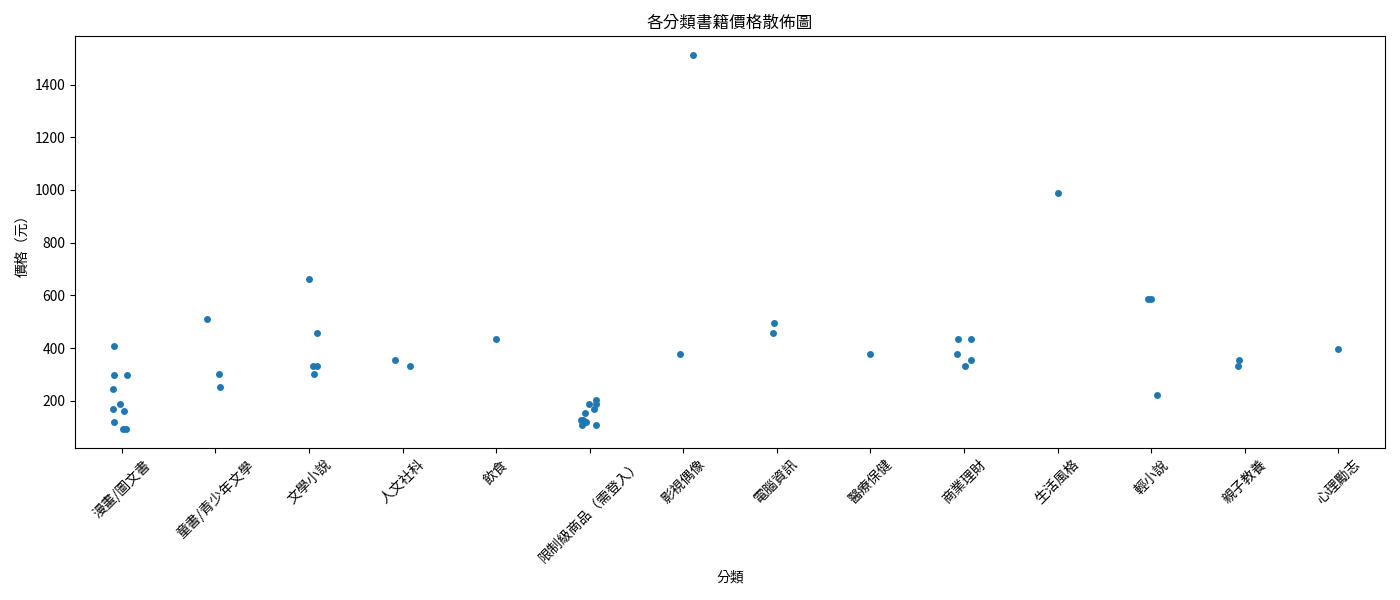 各分類書籍價格散佈圖
價格（元）
1400
1200
1000
800
600
400
200
漫畫/圖文書
童書/青少年文學
文學小說
人文社科
飲食
限制級商品（需登入）
影視偶像
電腦資訊
醫療保健
商業理財
生活風格
輕小說
親子教養
心理勵志
分類